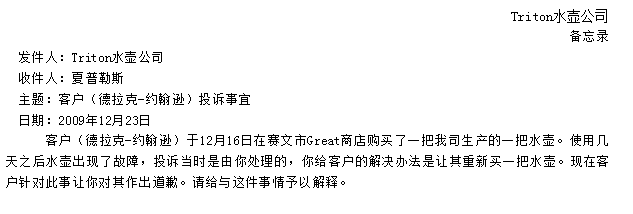 Triton水壶公司
备忘录
发件人：Triton水壶公司
收件人：夏普勒斯
主题：客户（德拉克-约翰逊）投诉事宜
日期：2009年12月23日
客户（德拉克-约翰逊）于12月16日在赛文市Great商店购买了一把我司生产的一把水壶。使用几
天之后水壶出现了故障，投诉当时是由你处理的，你给客户的解决办法是让其重新买一把水壶。现在客
户针对此事让你对其作出道歉。请给与这件事情予以解释。